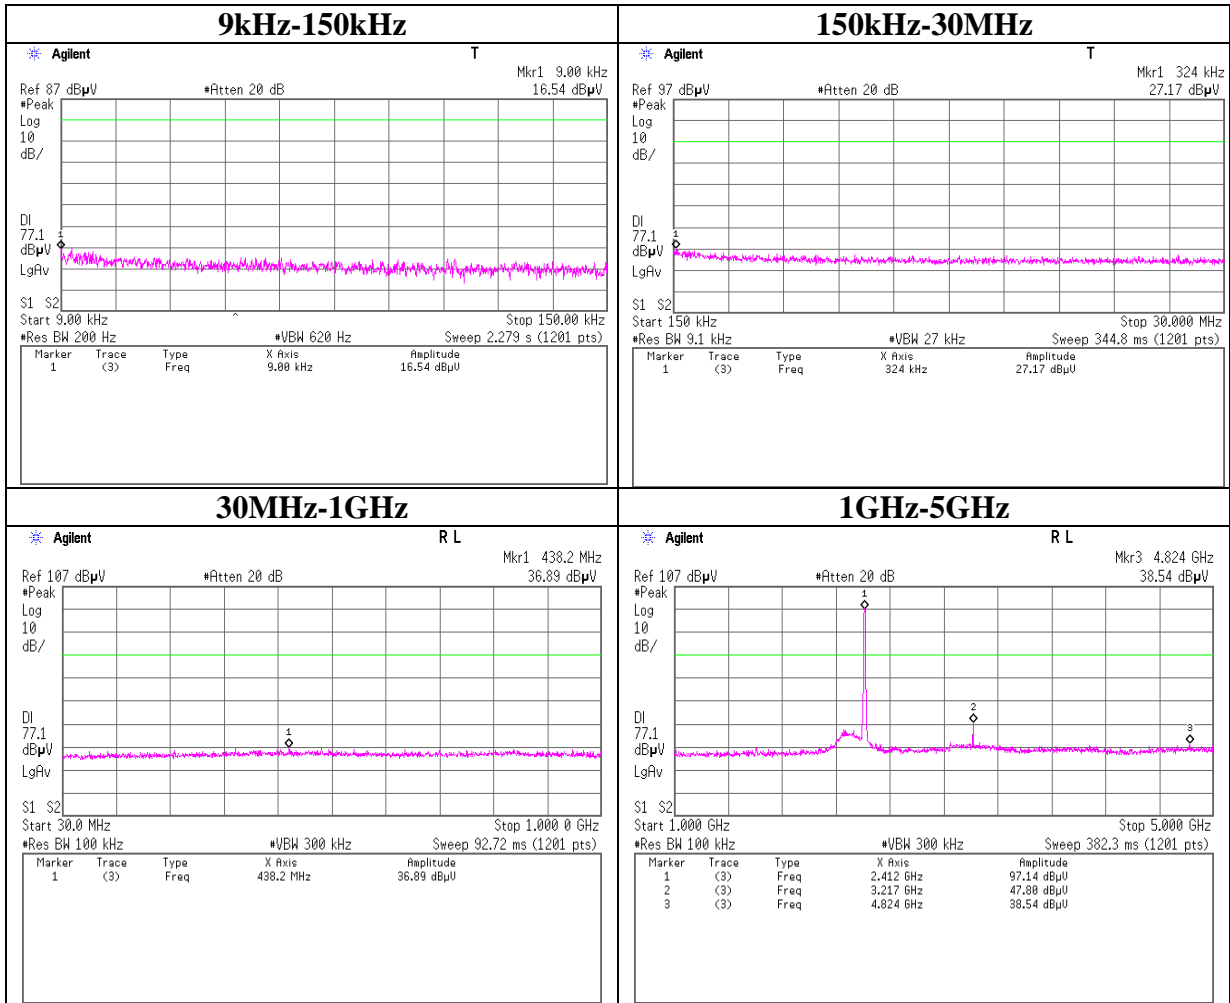 9kHz-150kHz
Agilent T
Mkr1 9.00 kHz
Ref 87 dBµV #Atten 20 dB 16.54 dBµV
#Peak
Log
10
dB/
DI
77.1
dBµV
LgAv
1
S1 S2
Start 9.00 kHz ^ Stop 150.00 kHz
#Res BW 200 Hz #VBW 620 Hz Sweep 2.279 s (1201 pts)
Marker Trace Type X Axis Amplitude
1 (3) Freq 9.00 kHz 16.54 dBµV
150kHz-30MHz
Agilent T
Mkr1 324 kHz
Ref 97 dBµV #Atten 20 dB 27.17 dBµV
#Peak
Log
10
dB/
DI
77.1
dBµV
LgAv
1
S1 S2
Start 150 kHz Stop 30.000 MHz
#Res BW 9.1 kHz #VBW 27 kHz Sweep 344.8 ms (1201 pts)
Marker Trace Type X Axis Amplitude
1 (3) Freq 324 kHz 27.17 dBµV
30MHz-1GHz
Agilent R L
Mkr1 438.2 MHz
Ref 107 dBµV #Atten 20 dB 36.89 dBµV
#Peak
Log
10
dB/
DI
77.1
dBµV
LgAv
1
S1 S2
Start 30.0 MHz Stop 1.000 0 GHz
#Res BW 100 kHz #VBW 300 kHz Sweep 92.72 ms (1201 pts)
Marker Trace Type X Axis Amplitude
1 (3) Freq 438.2 MHz 36.89 dBµV
1GHz-5GHz
Agilent R L
Mkr3 4.824 GHz
Ref 107 dBµV #Atten 20 dB 38.54 dBµV
#Peak
Log
10
dB/
DI
77.1
dBµV
LgAv
1
2
3
S1 S2
Start 1.000 GHz Stop 5.000 GHz
#Res BW 100 kHz #VBW 300 kHz Sweep 382.3 ms (1201 pts)
Marker Trace Type X Axis Amplitude
1 (3) Freq 2.412 GHz 97.14 dBµV
2 (3) Freq 3.217 GHz 47.80 dBµV
3 (3) Freq 4.824 GHz 38.54 dBµV